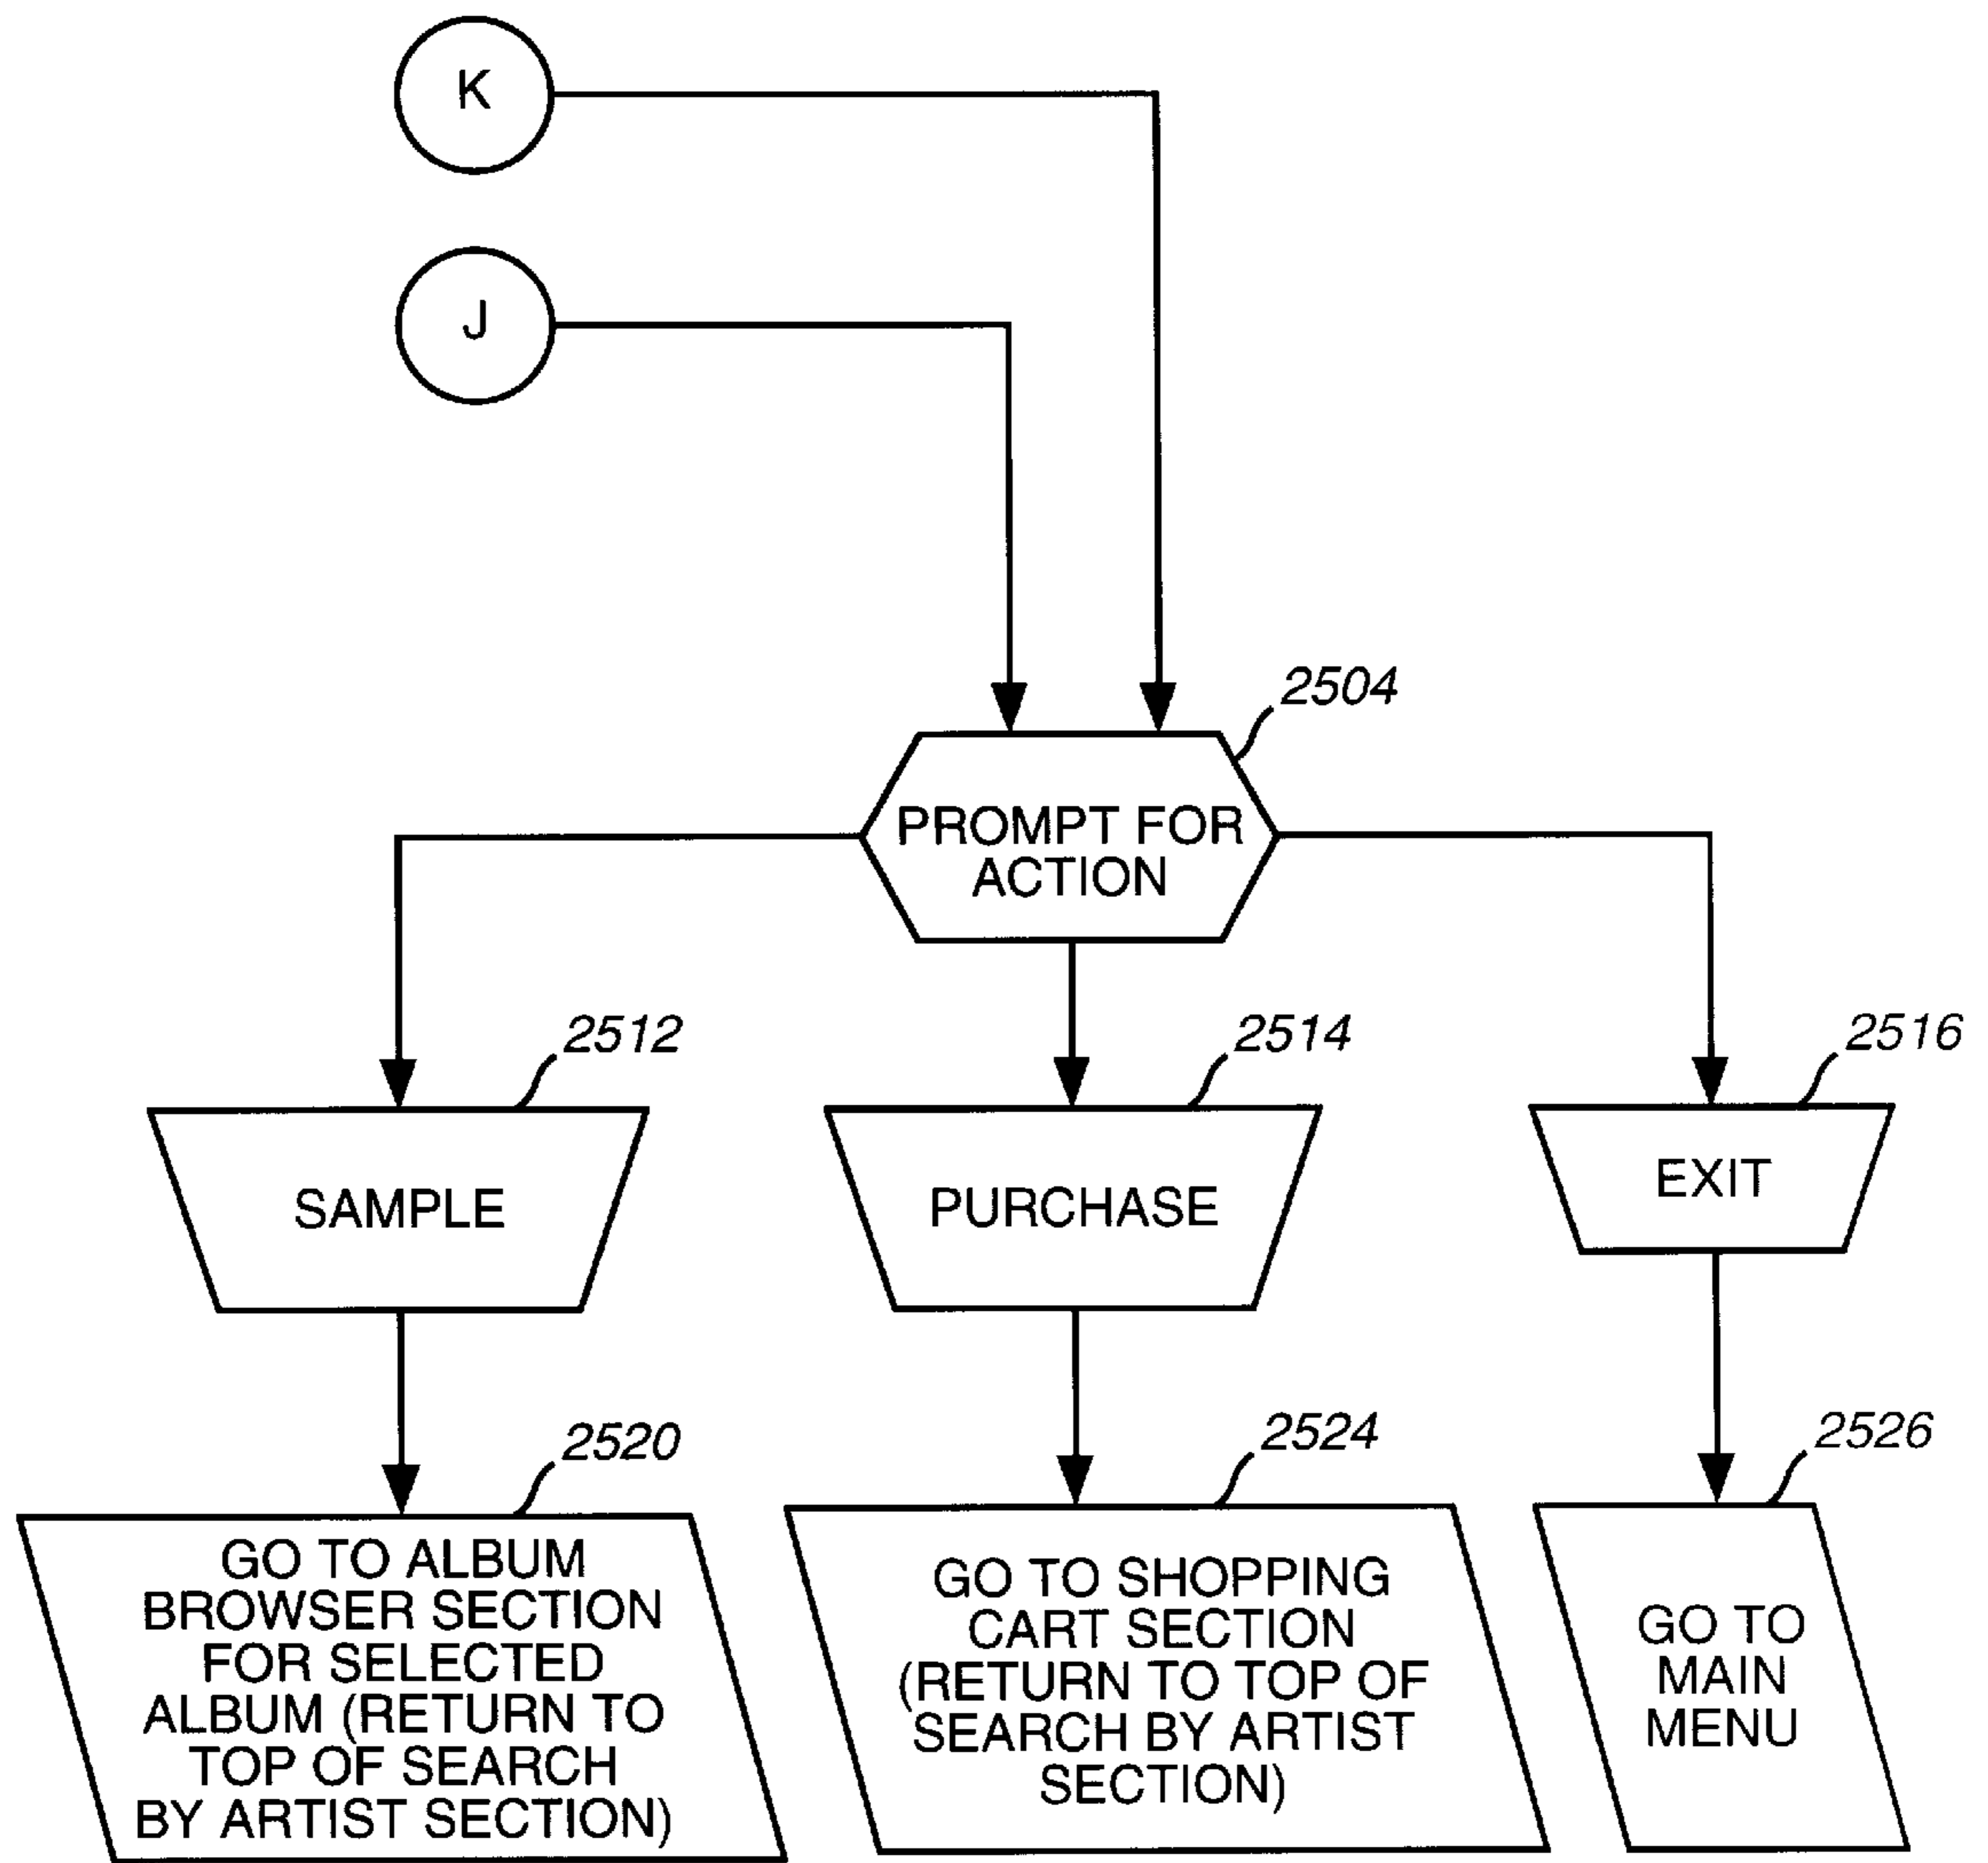 K
J
2504
PROMPT FOR
ACTION
2512
2514
2516
SAMPLE
PURCHASE
EXIT
2520
2524
2526
GO TO ALBUM
BROWSER SECTION
FOR SELECTED
ALBUM (RETURN TO
TOP OF SEARCH
BY ARTIST SECTION)
GO TO SHOPPING
CART SECTION
(RETURN TO TOP OF
SEARCH BY ARTIST
SECTION)
GO TO
MAIN
MENU